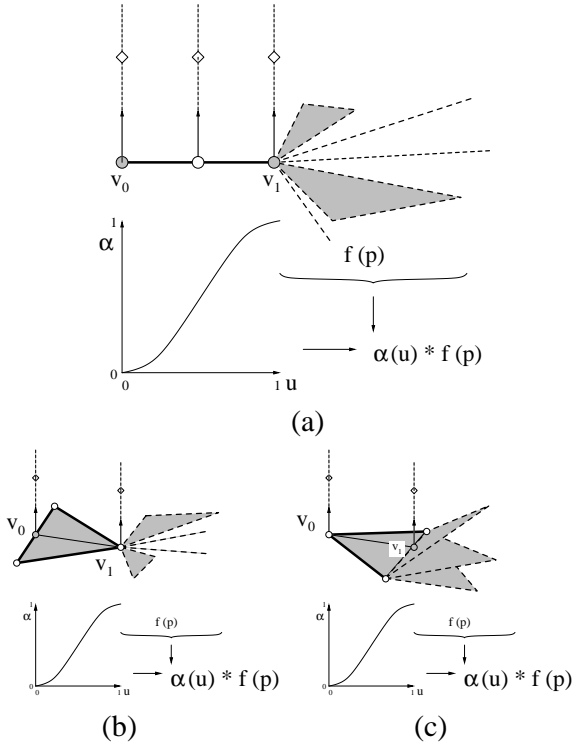 v0
v1
1
α
f (p)
α(u) * f(p)
0
0
1
u
(a)
v0
v1
1
α
f (p)
α(u) * f(p)
0
0
1
u
(b)
v0
v1
1
α
f (p)
α(u) * f(p)
0
0
1
u
(c)